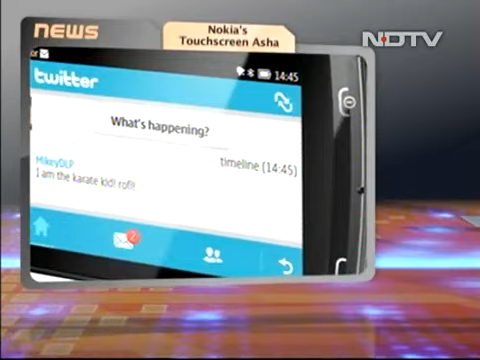 NEWS
Nokia's
Touchscreen Asha
NDTV
14:45
twitter
What's happening?
timeline (14:45)
MikeyDLP
I am the karate kid! rofl!
2